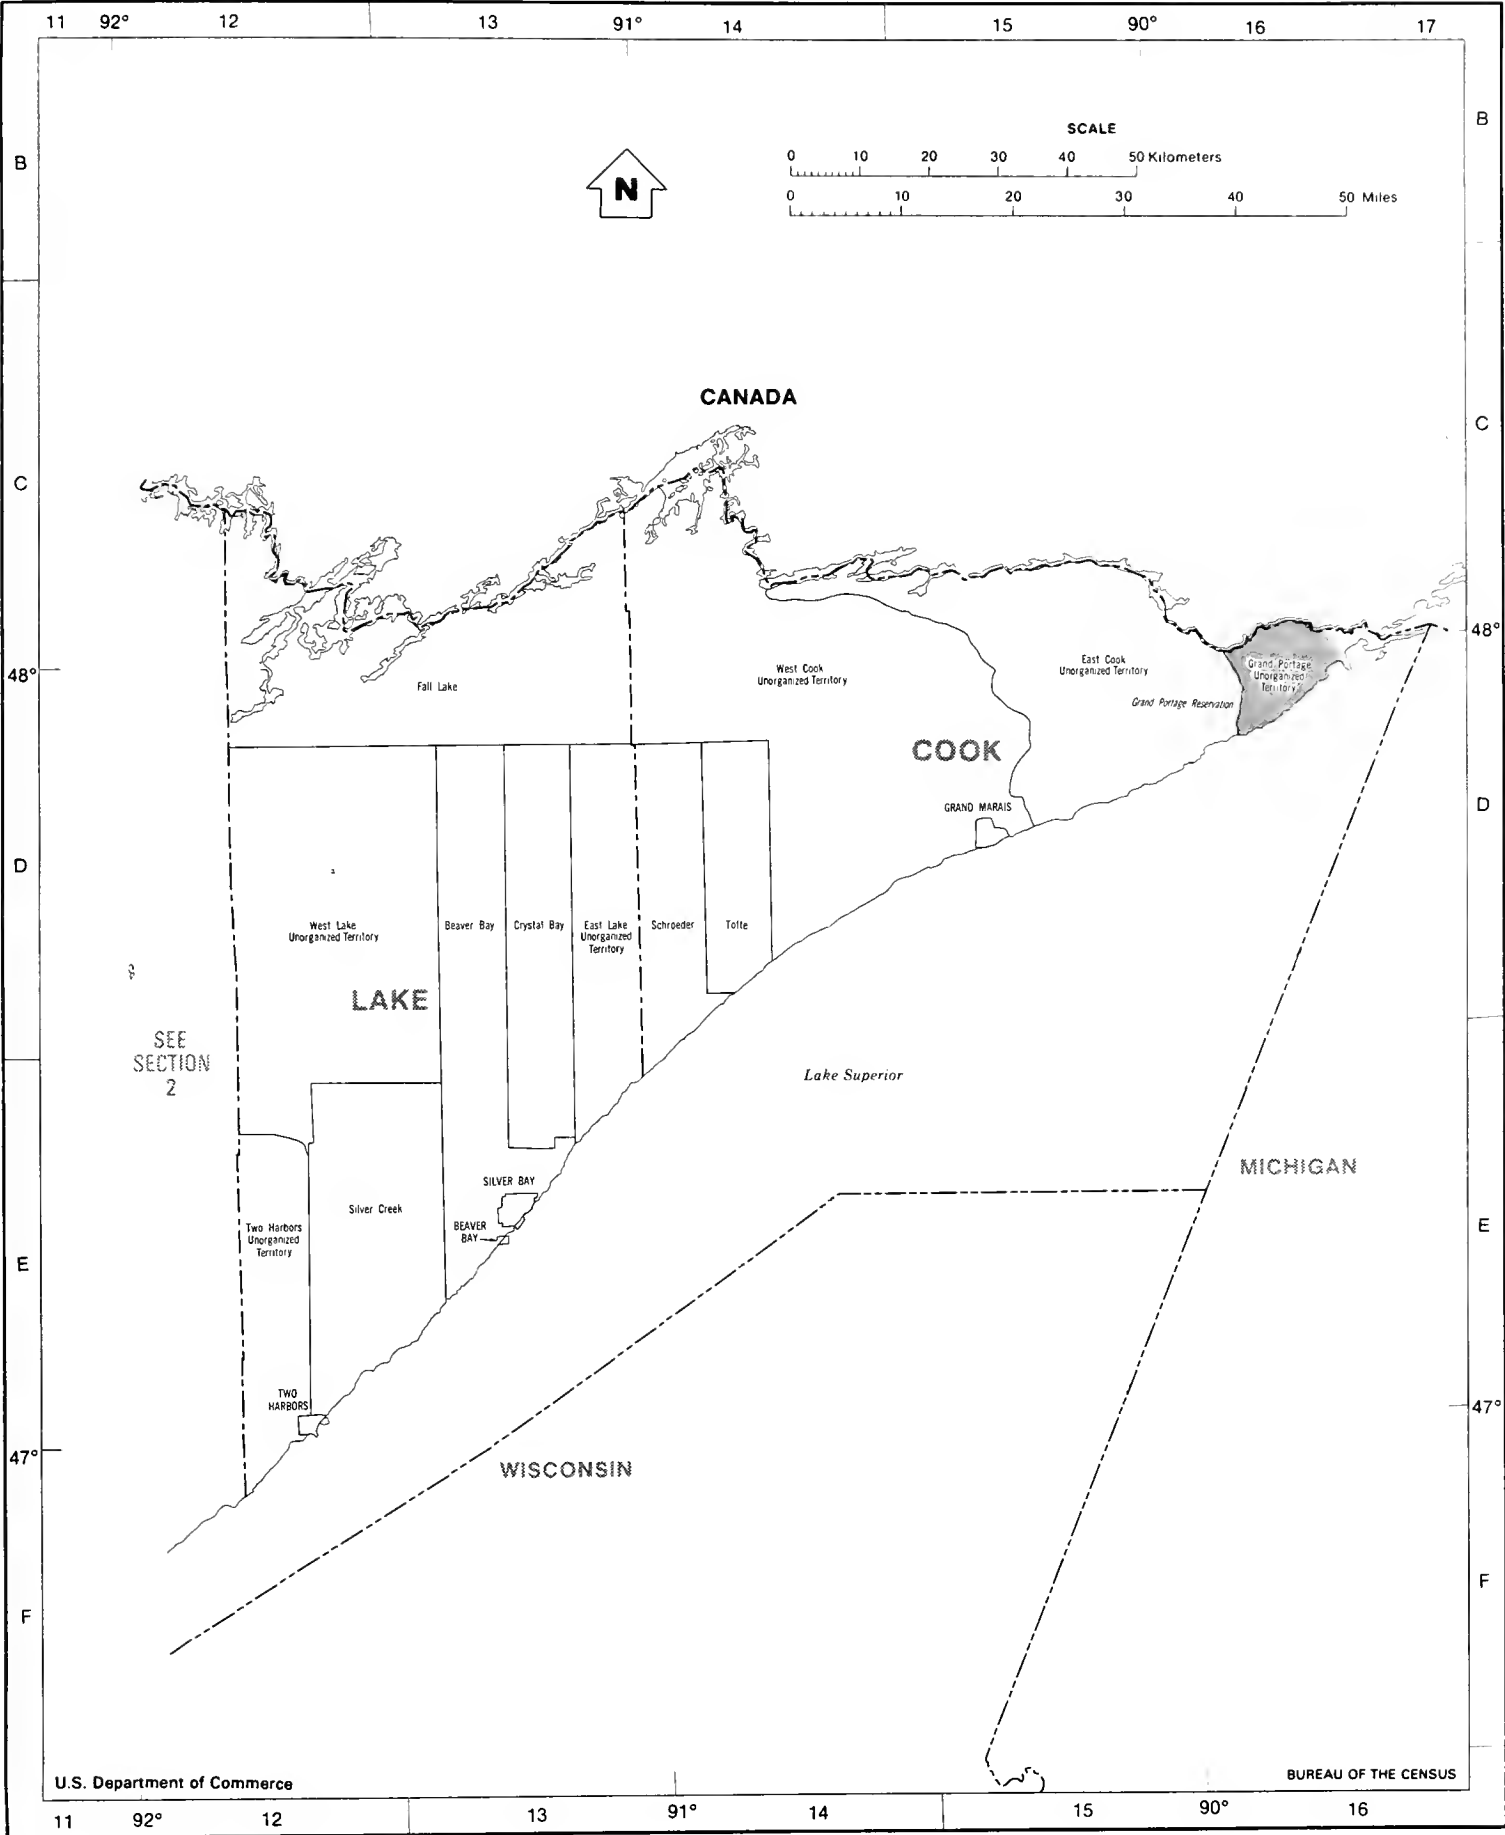 11 92° 12 13 91° 14 15 90° 16 17
SCALE
0 10 20 30 40 50 Kilometers
0 10 20 30 40 50 Miles
N
B
B
CANADA
C
C
48°
48°
Fall Lake
West Cook
Unorganized Territory
East Cook
Unorganized Territory
Grand Portage
Unorganized
Territory
Grand Portage Reservation
COOK
GRAND MARAIS
D
D
West Lake
Unorganized Territory
Beaver Bay
Crystal Bay
East Lake
Unorganized
Territory
Schroeder
Tofte
LAKE
SEE
SECTION
2
Lake Superior
MICHIGAN
SILVER BAY
Silver Creek
BEAVER
BAY
Two Harbors
Unorganized
Territory
E
E
TWO
HARBORS
47°
47°
WISCONSIN
F
F
U.S. Department of Commerce
BUREAU OF THE CENSUS
11 92° 12 13 91° 14 15 90° 16